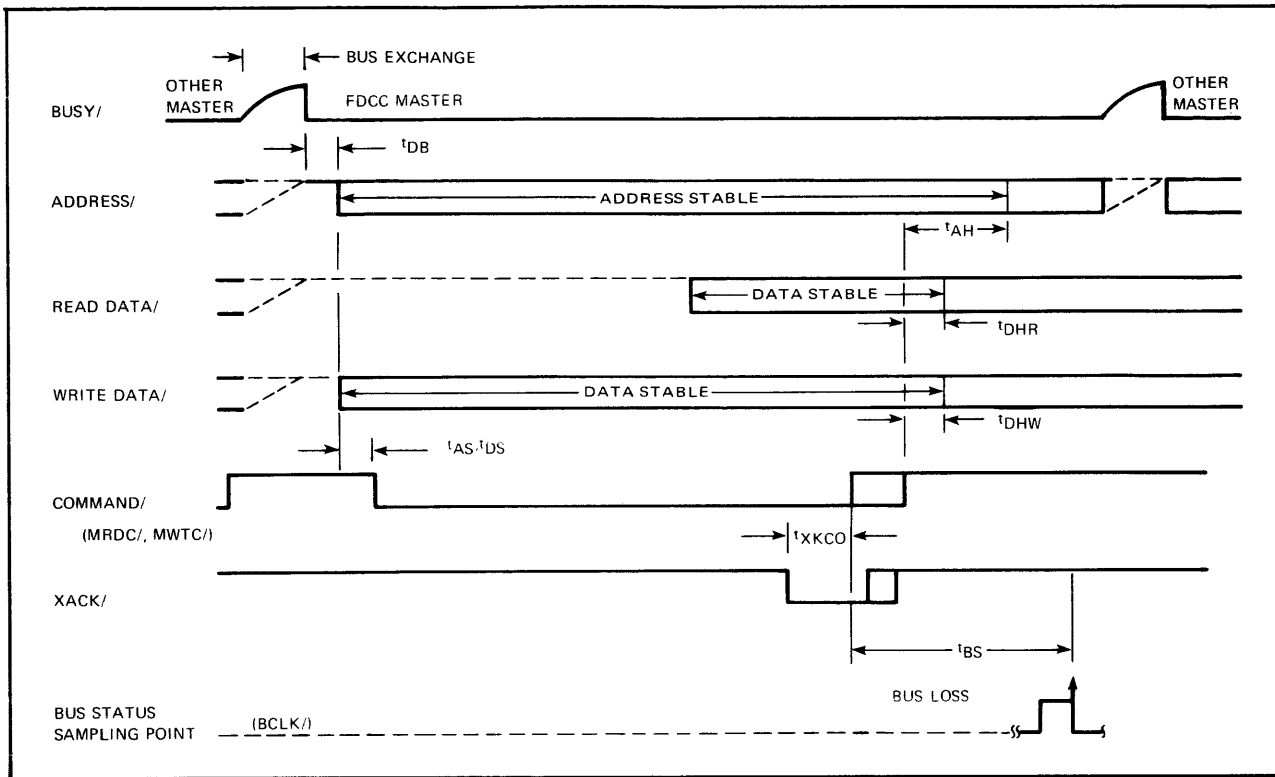 BUS EXCHANGE
OTHER
MASTER
FDCC MASTER
OTHER
MASTER
BUSY/
tDB
ADDRESS/
ADDRESS STABLE
tAH
READ DATA/
DATA STABLE
tDHR
WRITE DATA/
DATA STABLE
tDHW
tAS,tDS
COMMAND/
(MRDC/, MWTC/)
tXKCO
XACK/
tBS
BUS LOSS
BUS STATUS
SAMPLING POINT
(BCLK/)